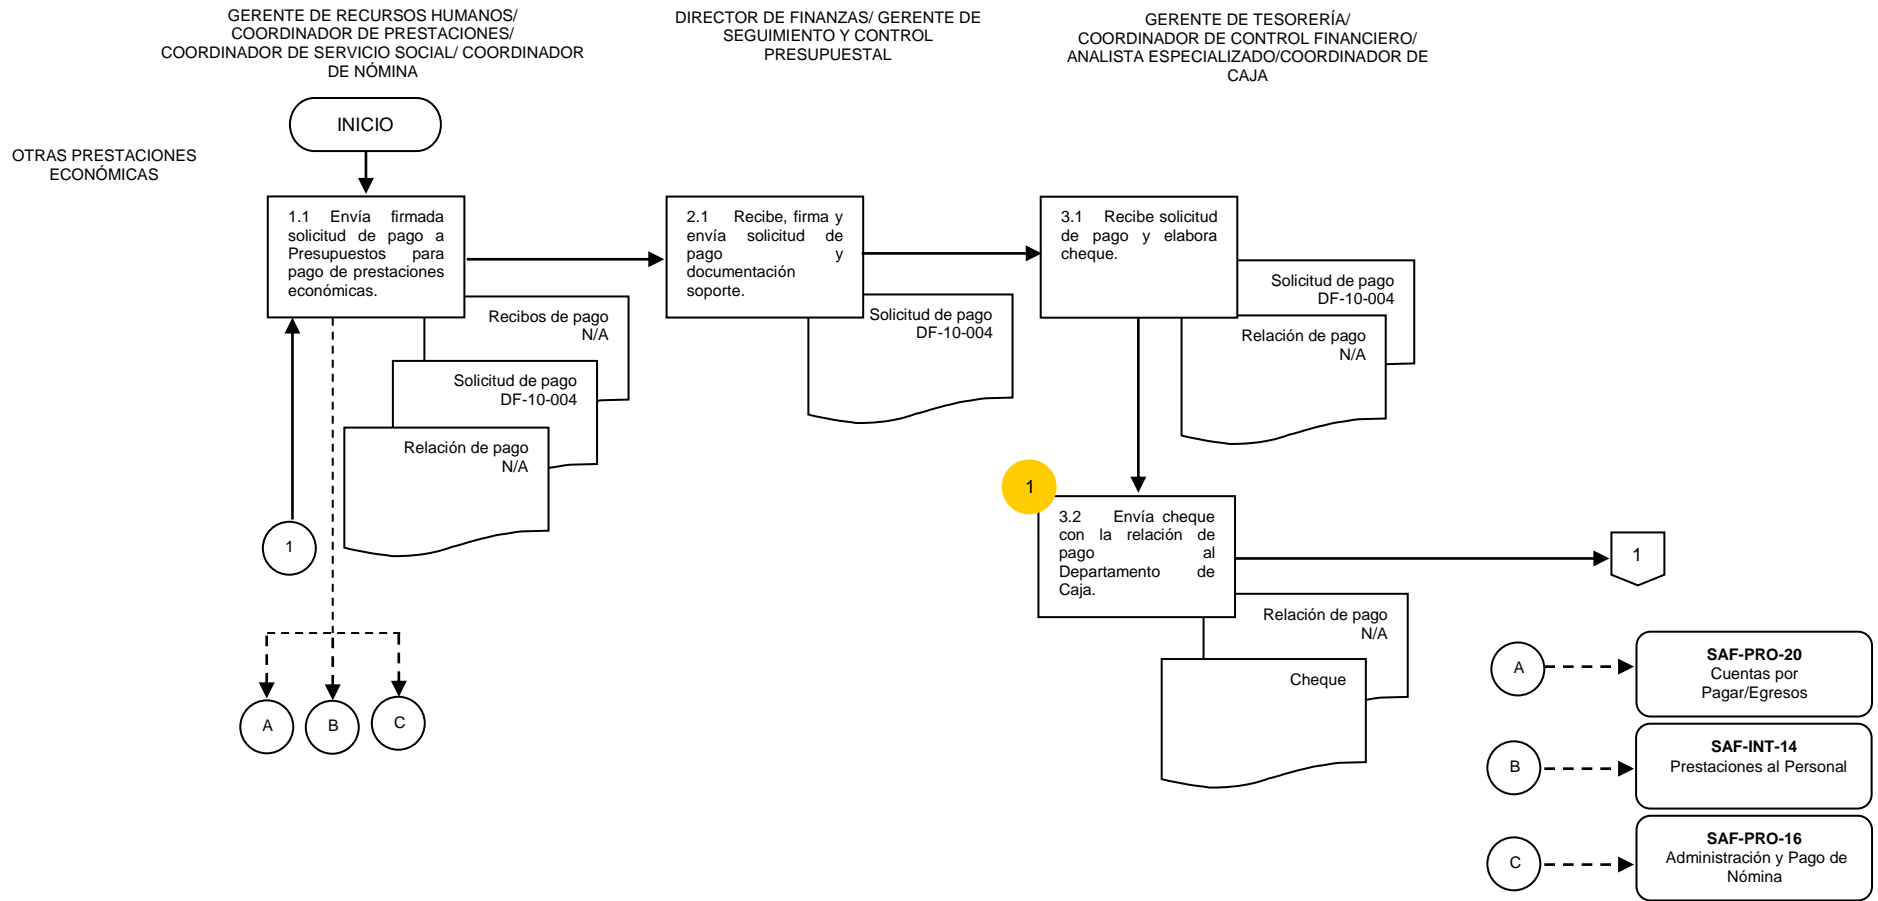 GERENTE DE RECURSOS HUMANOS/
COORDINADOR DE PRESTACIONES/
COORDINADOR DE SERVICIO SOCIAL/ COORDINADOR
DE NÓMINA
DIRECTOR DE FINANZAS/ GERENTE DE
SEGUIMIENTO Y CONTROL
PRESUPUESTAL
GERENTE DE TESORERÍA/
COORDINADOR DE CONTROL FINANCIERO/
ANALISTA ESPECIALIZADO/COORDINADOR DE
CAJA
INICIO
OTRAS PRESTACIONES
ECONÓMICAS
1.1 Envía firmada
solicitud de pago a
Presupuestos para
pago de prestaciones
económicas.
Recibos de pago
N/A
Solicitud de pago
DF-10-004
Relación de pago
N/A
1
A
B
C
2.1 Recibe, firma y
envía solicitud de
pago y
documentación
soporte.
Solicitud de pago
DF-10-004
3.1 Recibe solicitud
de pago y elabora
cheque.
Solicitud de pago
DF-10-004
Relación de pago
N/A
1
3.2 Envía cheque
con la relación de
pago al
Departamento de
Caja.
Relación de pago
N/A
Cheque
1
A
SAF-PRO-20
Cuentas por
Pagar/Egresos
B
SAF-INT-14
Prestaciones al Personal
C
SAF-PRO-16
Administración y Pago de
Nómina